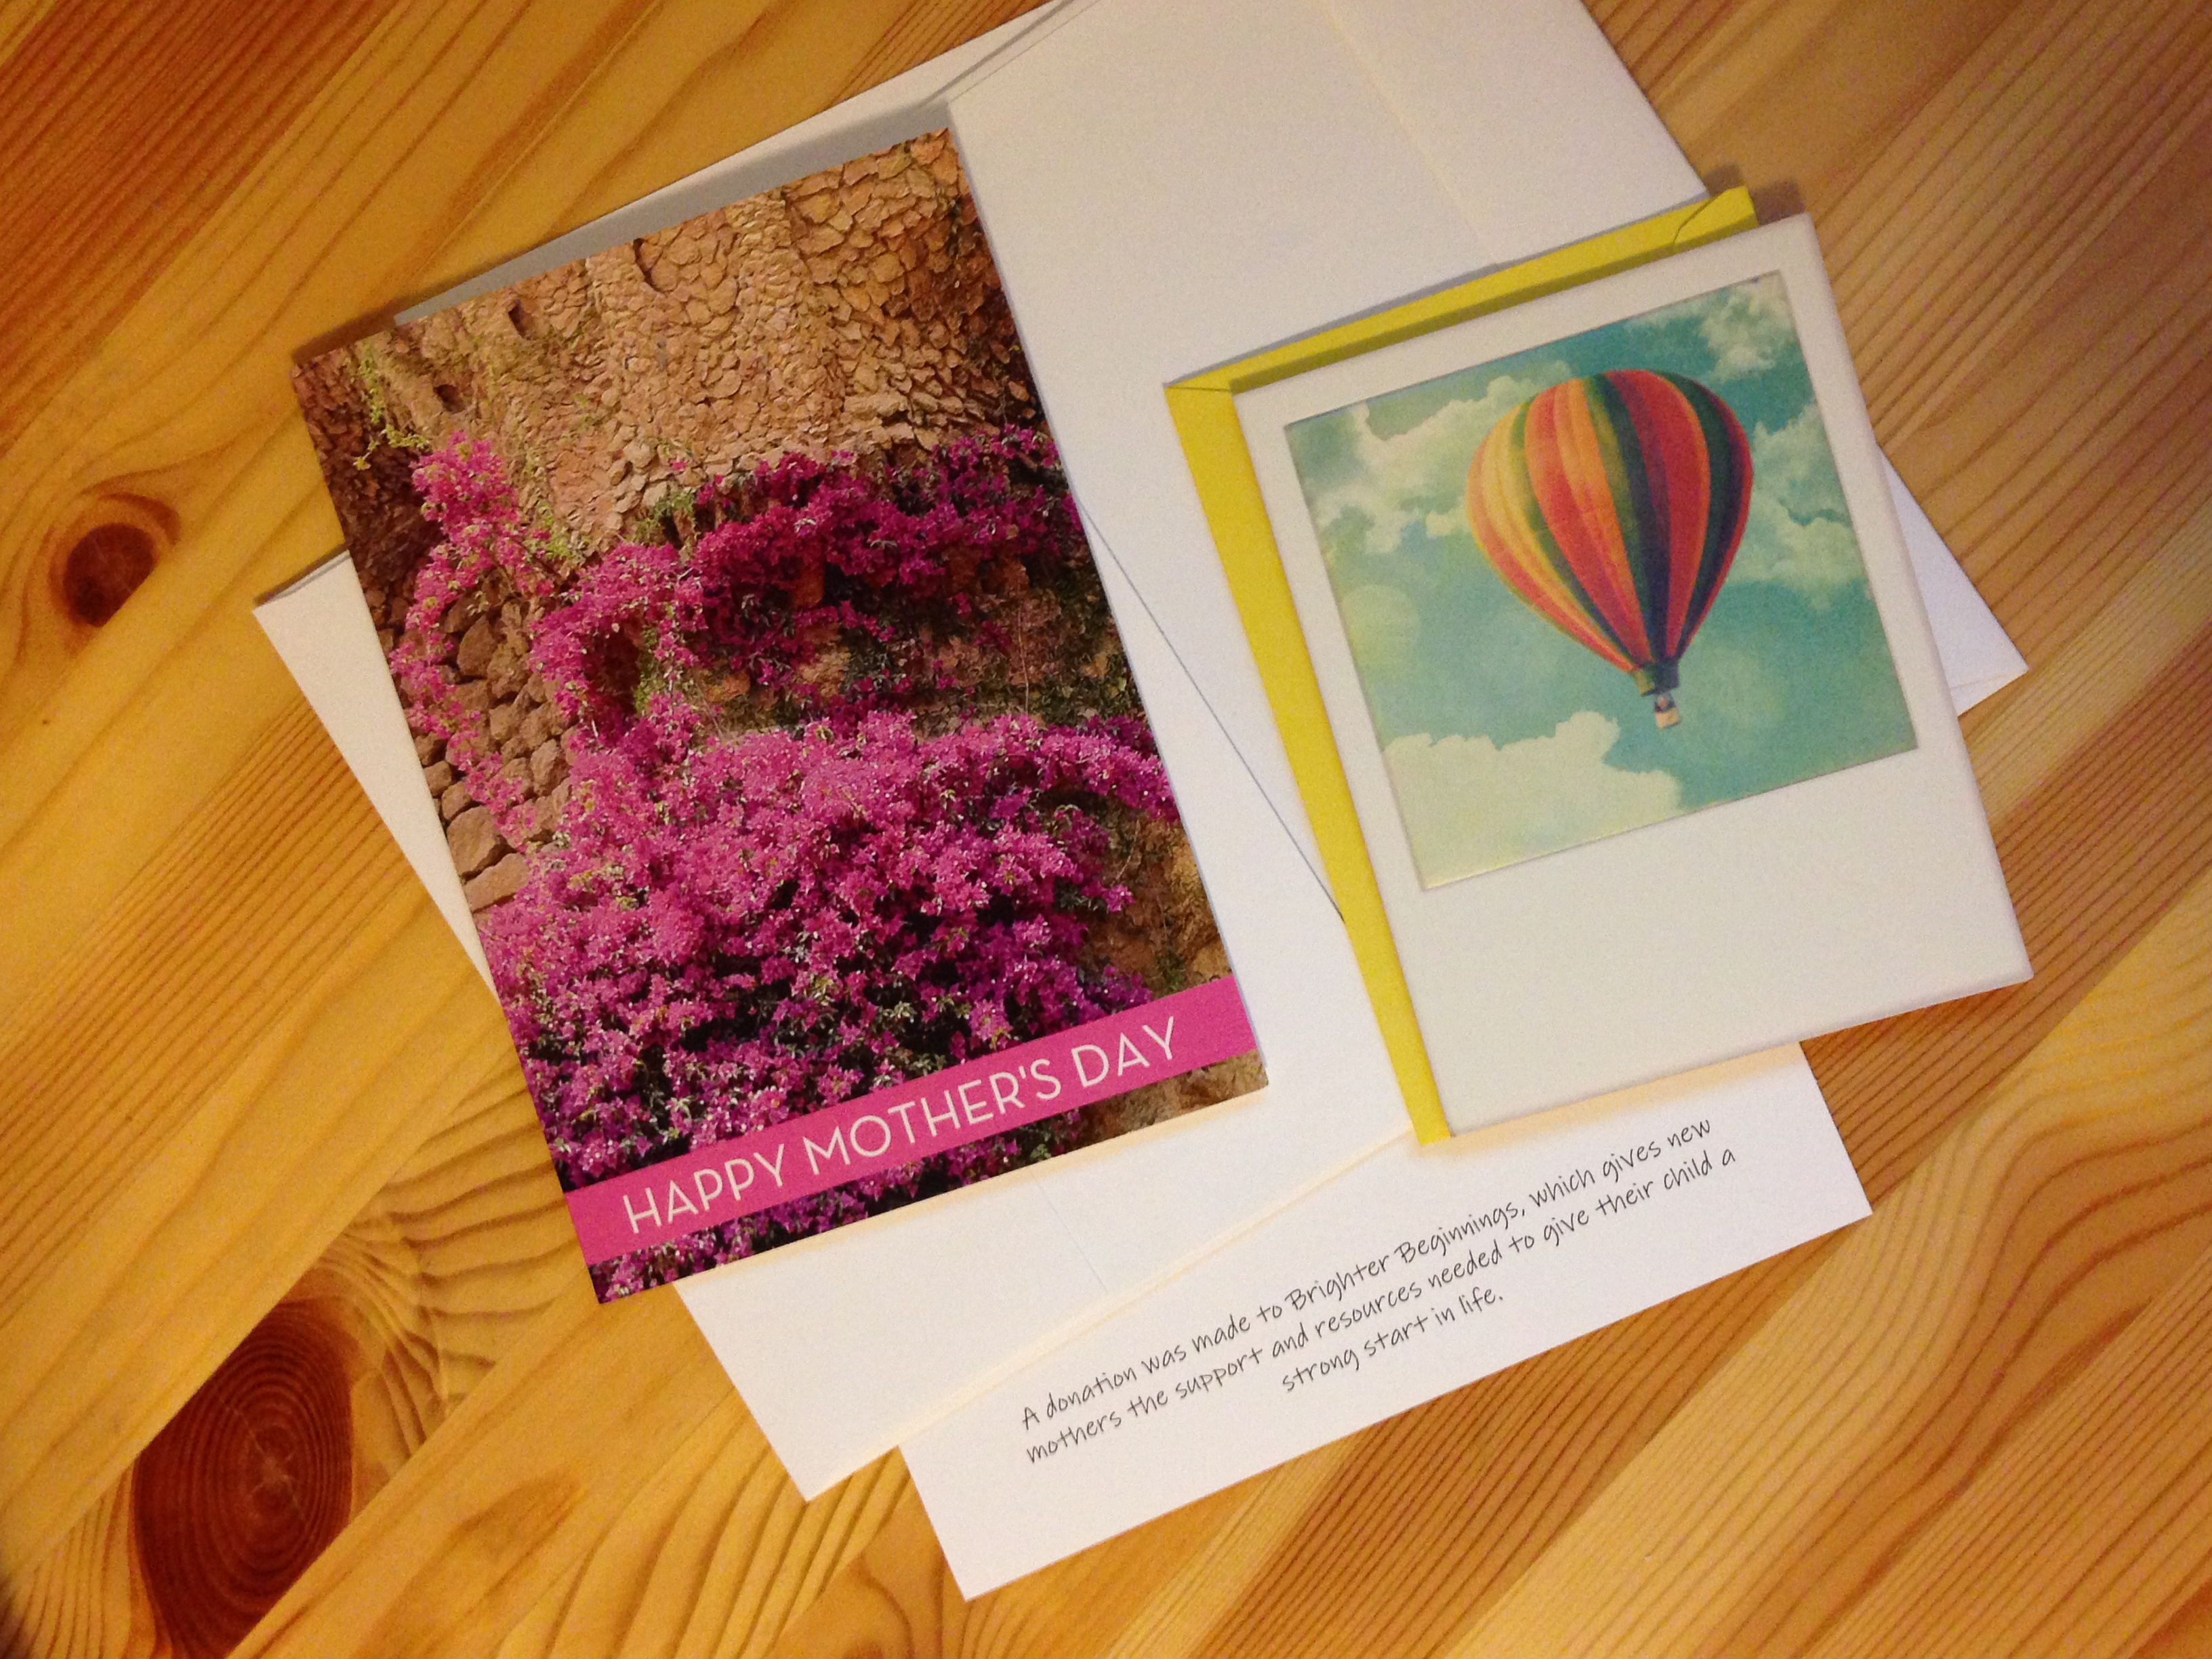 HAPPY MOTHER'S DAY
A donation was made to Brighter Beginnings, which gives new
mothers the support and resources needed to give their child a
strong start in life.